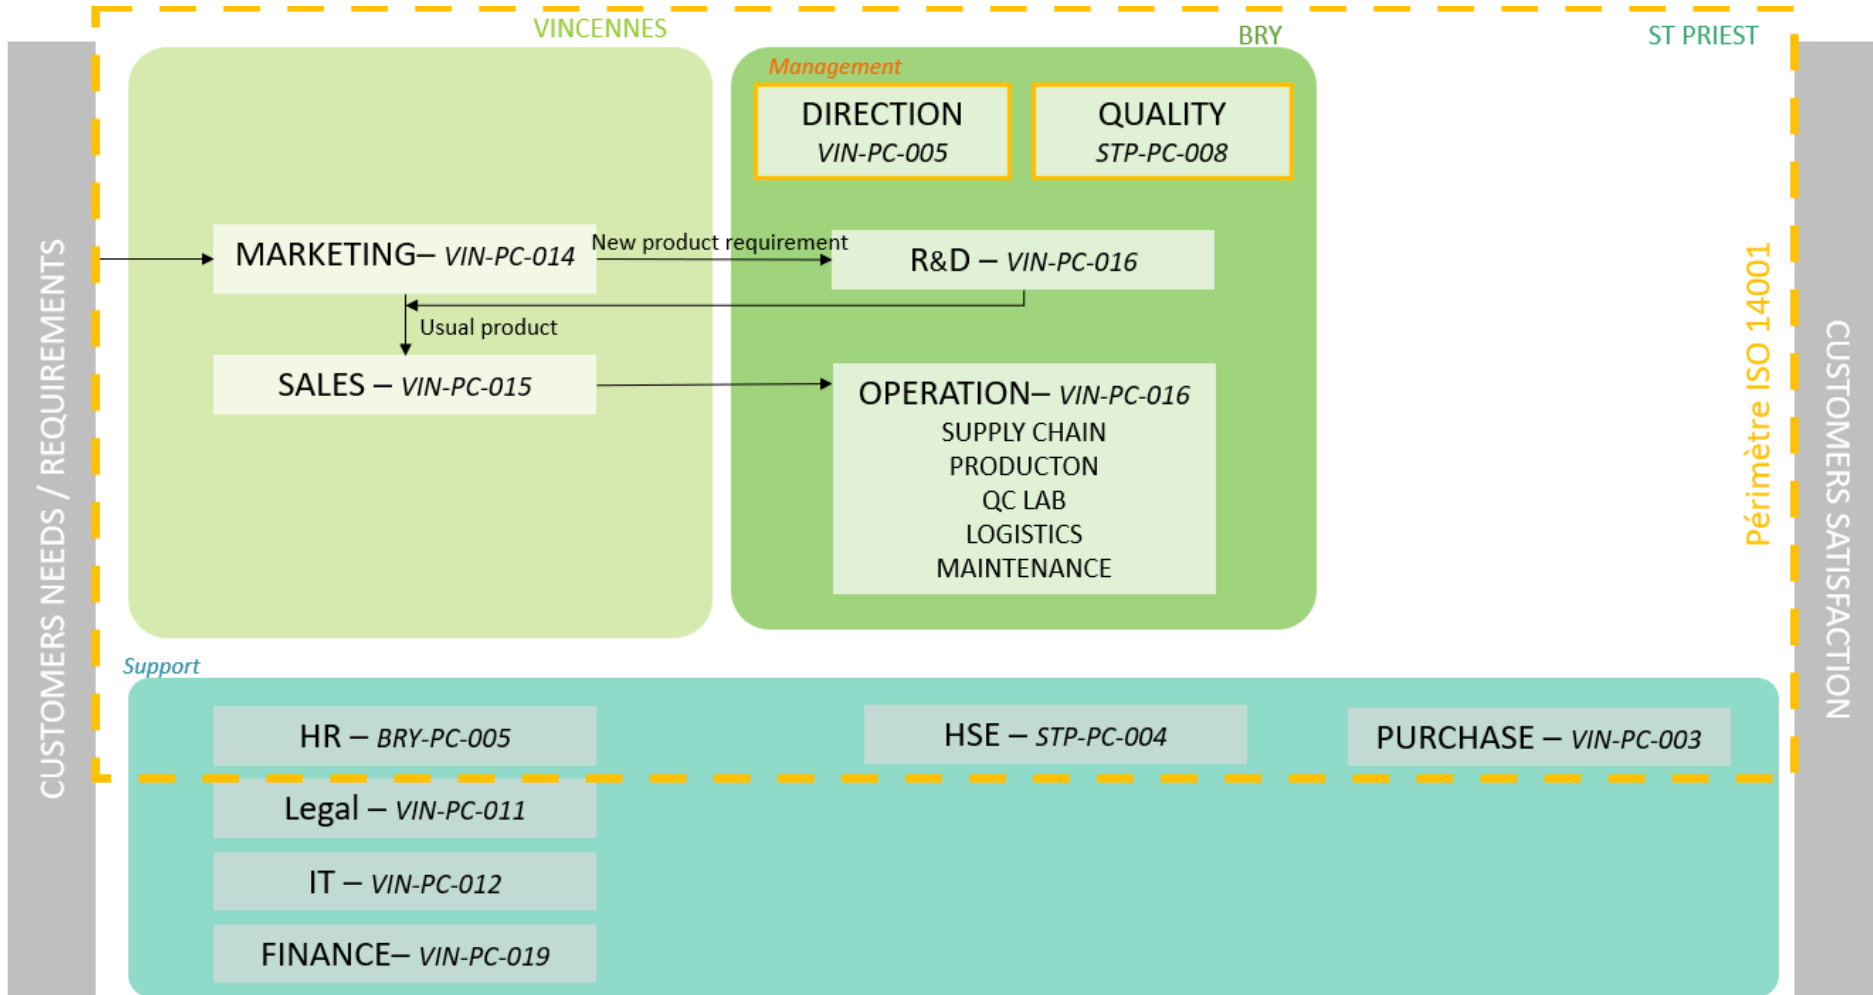 VINCENNES
BRY
ST PRIEST
CUSTOMERS NEEDS / REQUIREMENTS
Management
DIRECTION
VIN-PC-005
QUALITY
STP-PC-008
MARKETING– VIN-PC-014
New product requirement
R&D – VIN-PC-016
Usual product
SALES – VIN-PC-015
OPERATION– VIN-PC-016
SUPPLY CHAIN
PRODUCTON
QC LAB
LOGISTICS
MAINTENANCE
Périmètre ISO 14001
CUSTOMERS SATISFACTION
Support
HR – BRY-PC-005
HSE – STP-PC-004
PURCHASE – VIN-PC-003
Legal – VIN-PC-011
IT – VIN-PC-012
FINANCE– VIN-PC-019